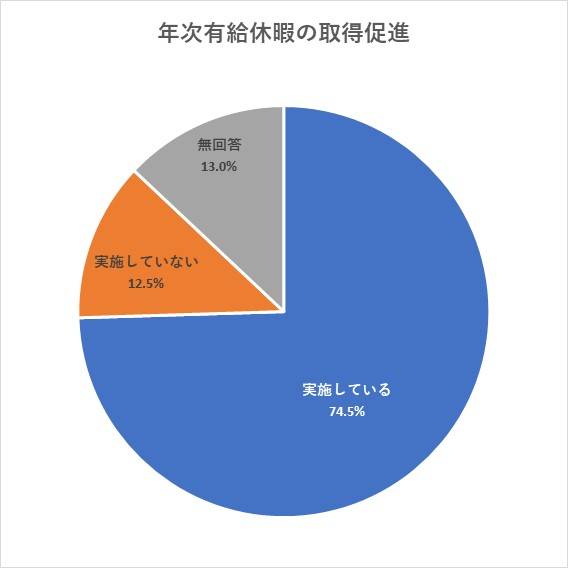 年次有給休暇の取得促進
無回答
13.0%
実施していない
12.5%
実施している
74.5%